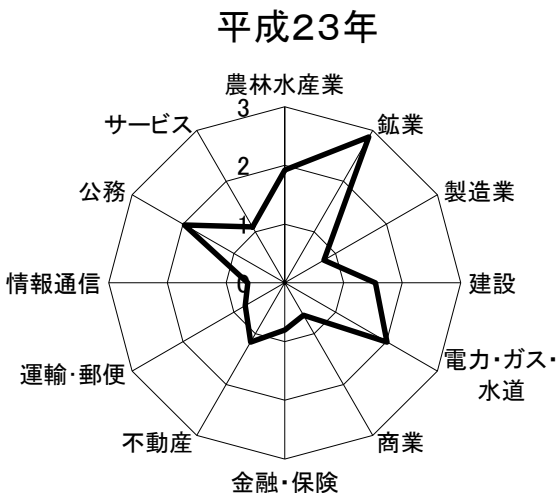 平成23年
農林水産業
鉱業
製造業
建設
電力・ガス・
水道
商業
金融・保険
不動産
運輸・郵便
情報通信
公務
サービス
3
2
1
0